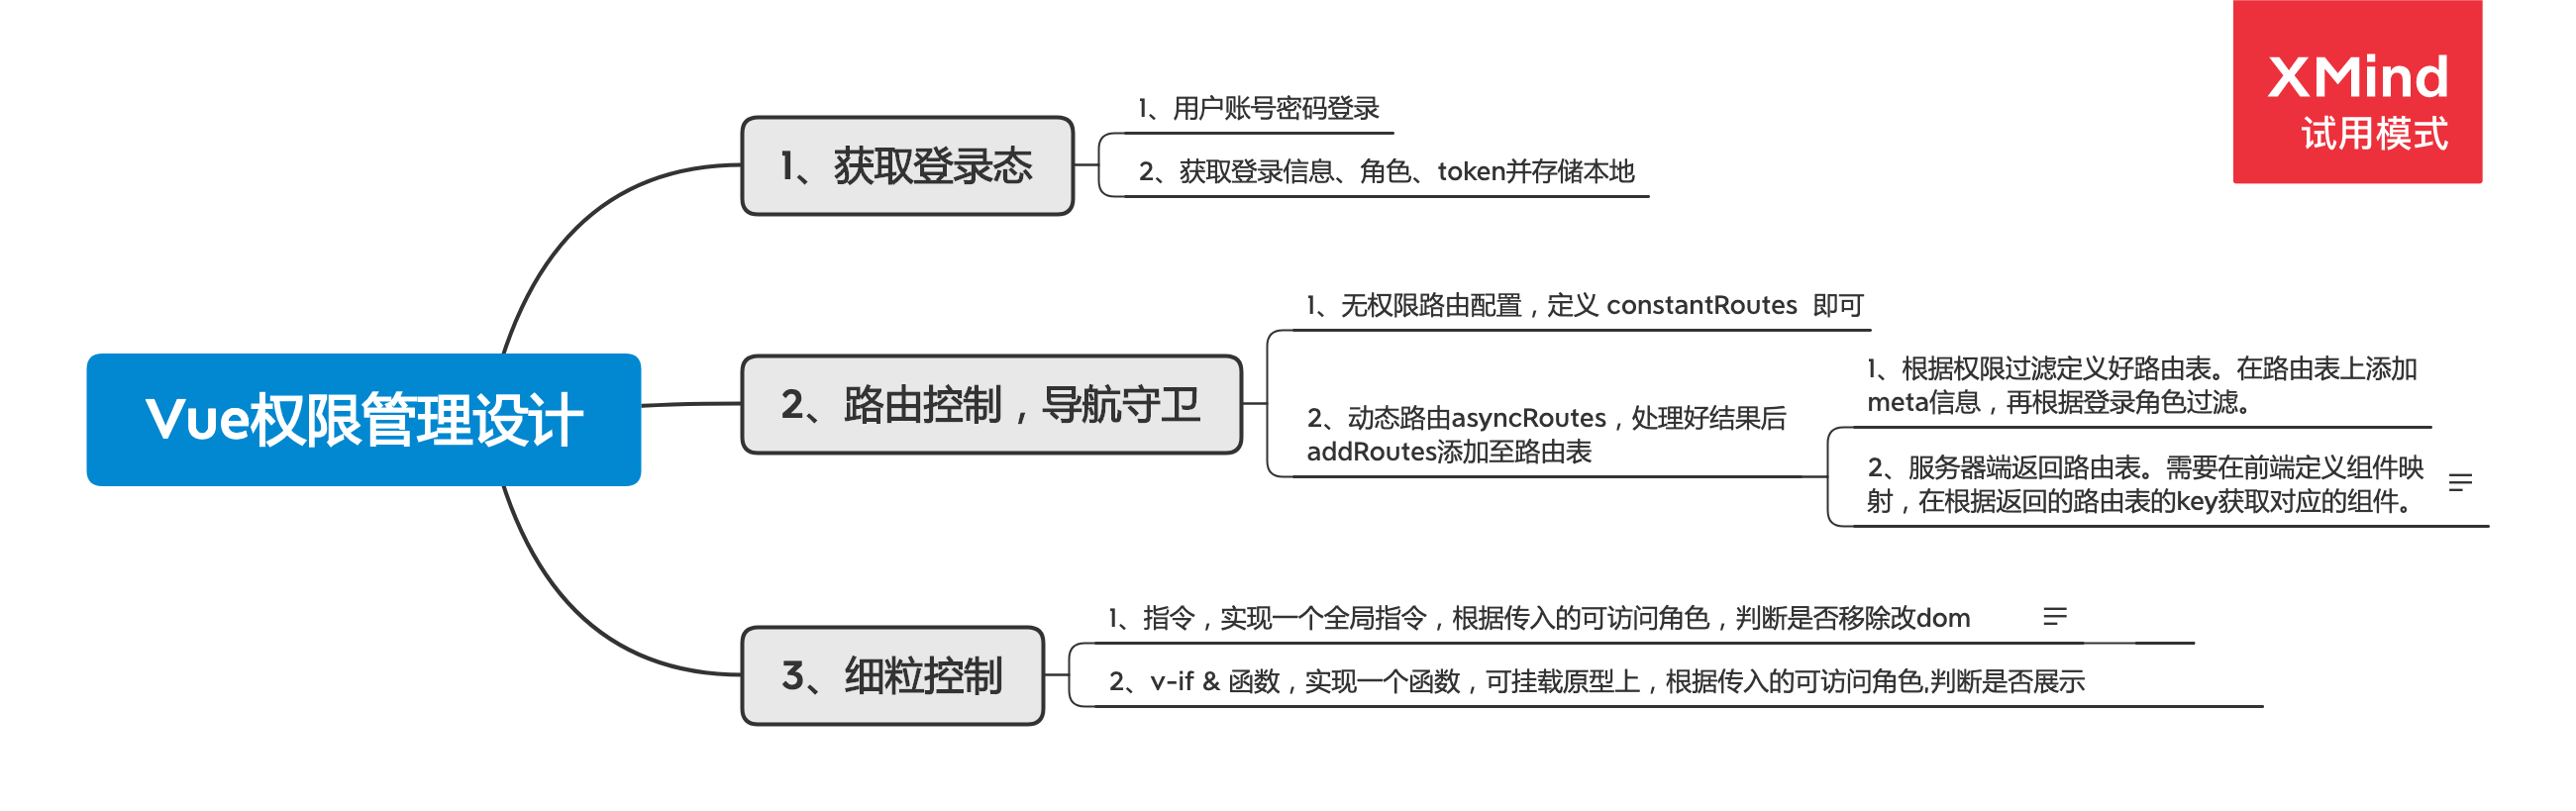 XMind
试用模式
Vue权限管理设计
1、获取登录态
1、用户账号密码登录
2、获取登录信息、角色、token并存储本地
2、路由控制，导航守卫
1、无权限路由配置，定义 constantRoutes 即可
2、动态路由asyncRoutes，处理好结果后
addRoutes添加至路由表
1、根据权限过滤定义好路由表。在路由表上添加
meta信息，再根据登录角色过滤。
2、服务器端返回路由表。需要在前端定义组件映
射，在根据返回的路由表的key获取对应的组件。
3、细粒控制
1、指令，实现一个全局指令，根据传入的可访问角色，判断是否移除改dom
2、v-if & 函数，实现一个函数，可挂载原型上，根据传入的可访问角色,判断是否展示